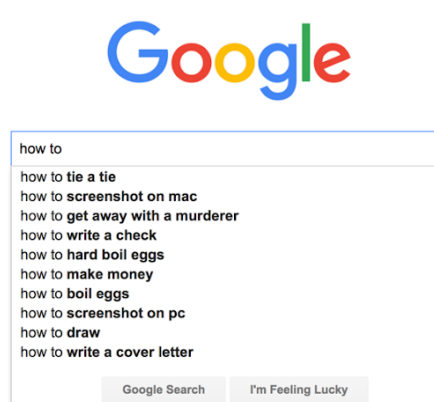 Google
how to
how to tie a tie
how to screenshot on mac
how to get away with a murderer
how to write a check
how to hard boil eggs
how to make money
how to boil eggs
how to screenshot on pc
how to draw
how to write a cover letter
Google Search I'm Feeling Lucky